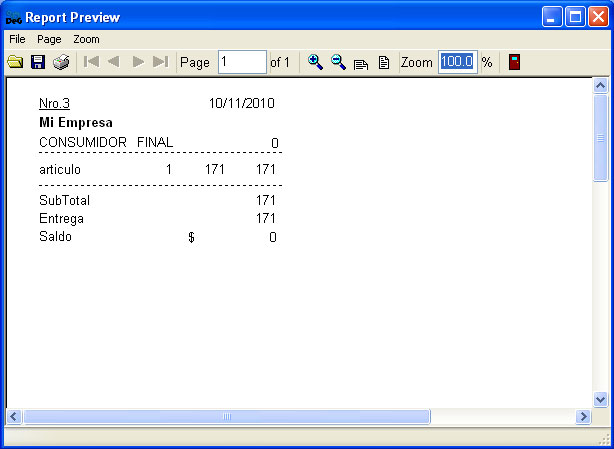 DeG Report Preview
File Page Zoom
Page 1 of 1 Zoom 100.0 %
Nro.3 10/11/2010
Mi Empresa
CONSUMIDOR FINAL 0
articulo 1 171 171
SubTotal 171
Entrega 171
Saldo $ 0